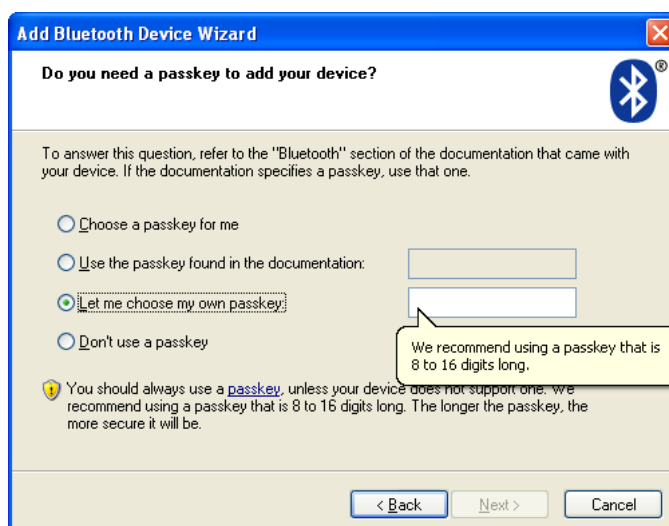 Add Bluetooth Device Wizard
Do you need a passkey to add your device?
®
To answer this question, refer to the "Bluetooth" section of the documentation that came with
your device. If the documentation specifies a passkey, use that one.
Choose a passkey for me
Use the passkey found in the documentation:
Let me choose my own passkey:
Don't use a passkey
We recommend using a passkey that is
8 to 16 digits long.
You should always use a passkey, unless your device does not support one. We
recommend using a passkey that is 8 to 16 digits long. The longer the passkey, the
more secure it will be.
< Back
Next >
Cancel